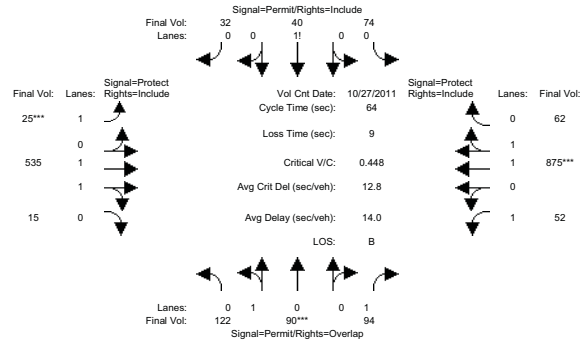 Signal=Permit/Rights=Include
Final Vol: 32 40 74
Lanes: 0 0 1! 0 0
Signal=Protect
Final Vol: Lanes: Rights=Include
Vol Cnt Date: 10/27/2011
Signal=Protect
Rights=Include Lanes: Final Vol:
Cycle Time (sec): 64
25*** 1
0 62
Loss Time (sec): 9
0
1
535 1
Critical V/C: 0.448
1 875***
1
Avg Crit Del (sec/veh): 12.8
0
15 0
Avg Delay (sec/veh): 14.0
1 52
LOS: B
Lanes: 0 1 0 0 1
Final Vol: 122 90*** 94
Signal=Permit/Rights=Overlap